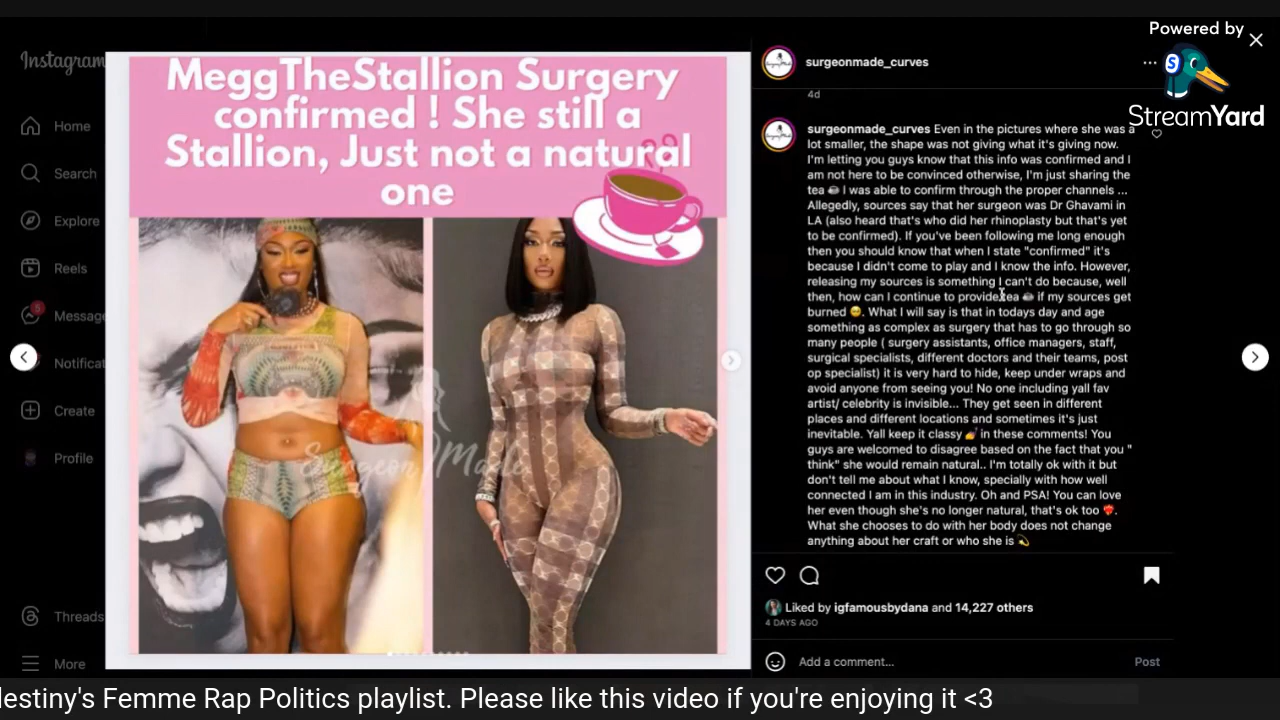 Powered by
StreamYard
Instagram
Home
Search
Explore
Reels
5
Messag
Notificat
Create
Profile
Threads
More
MeggTheStallion Surgery
confirmed ! She still a
Stallion, Just not a natural
one
Surgeon Made
surgeonmade_curves
4d
surgeonmade_curves Even in the pictures where she was a
lot smaller, the shape was not giving what it's giving now.
I'm letting you guys know that this info was confirmed and I
am not here to be convinced otherwise, I'm just sharing the
tea ☕ I was able to confirm through the proper channels ...
Allegedly, sources say that her surgeon was Dr Ghavami in
LA (also heard that's who did her rhinoplasty but that's yet
to be confirmed). If you've been following me long enough
then you should know that when I state "confirmed" it's
because I didn't come to play and I know the info. However,
releasing my sources is something I can't do because, well
then, how can I continue to provide tea ☕ if my sources get
burned 😊. What I will say is that in todays day and age
something as complex as surgery that has to go through so
many people ( surgery assistants, office managers, staff,
surgical specialists, different doctors and their teams, post
op specialist) it is very hard to hide, keep under wraps and
avoid anyone from seeing you! No one including yall fav
artist/ celebrity is invisible... They get seen in different
places and different locations and sometimes it's just
inevitable. Yall keep it classy 💅 in these comments! You
guys are welcomed to disagree based on the fact that you "
think" she would remain natural.. I'm totally ok with it but
don't tell me about what I know, specially with how well
connected I am in this industry. Oh and PSA! You can love
her even though she's no longer natural, that's ok too ❤️‍🔥.
What she chooses to do with her body does not change
anything about her craft or who she is 💫
Liked by igfamousbydana and 14,227 others
4 DAYS AGO
Add a comment...
Post
destiny's Femme Rap Politics playlist. Please like this video if you're enjoying it <3